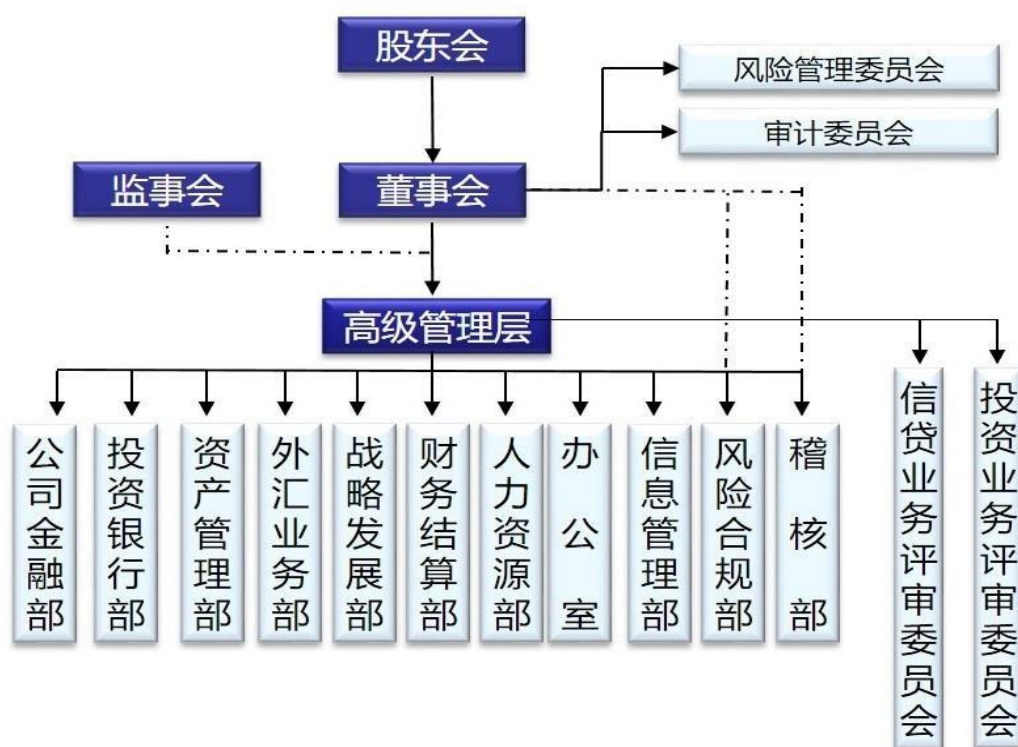 股东会
风险管理委员会
审计委员会
监事会
董事会
高级管理层
公司金融部
投资银行部
资产管理部
外汇业务部
战略发展部
财务结算部
人力资源部
办公室
信息管理部
风险合规部
稽核部
信贷业务评审委员会
投资业务评审委员会